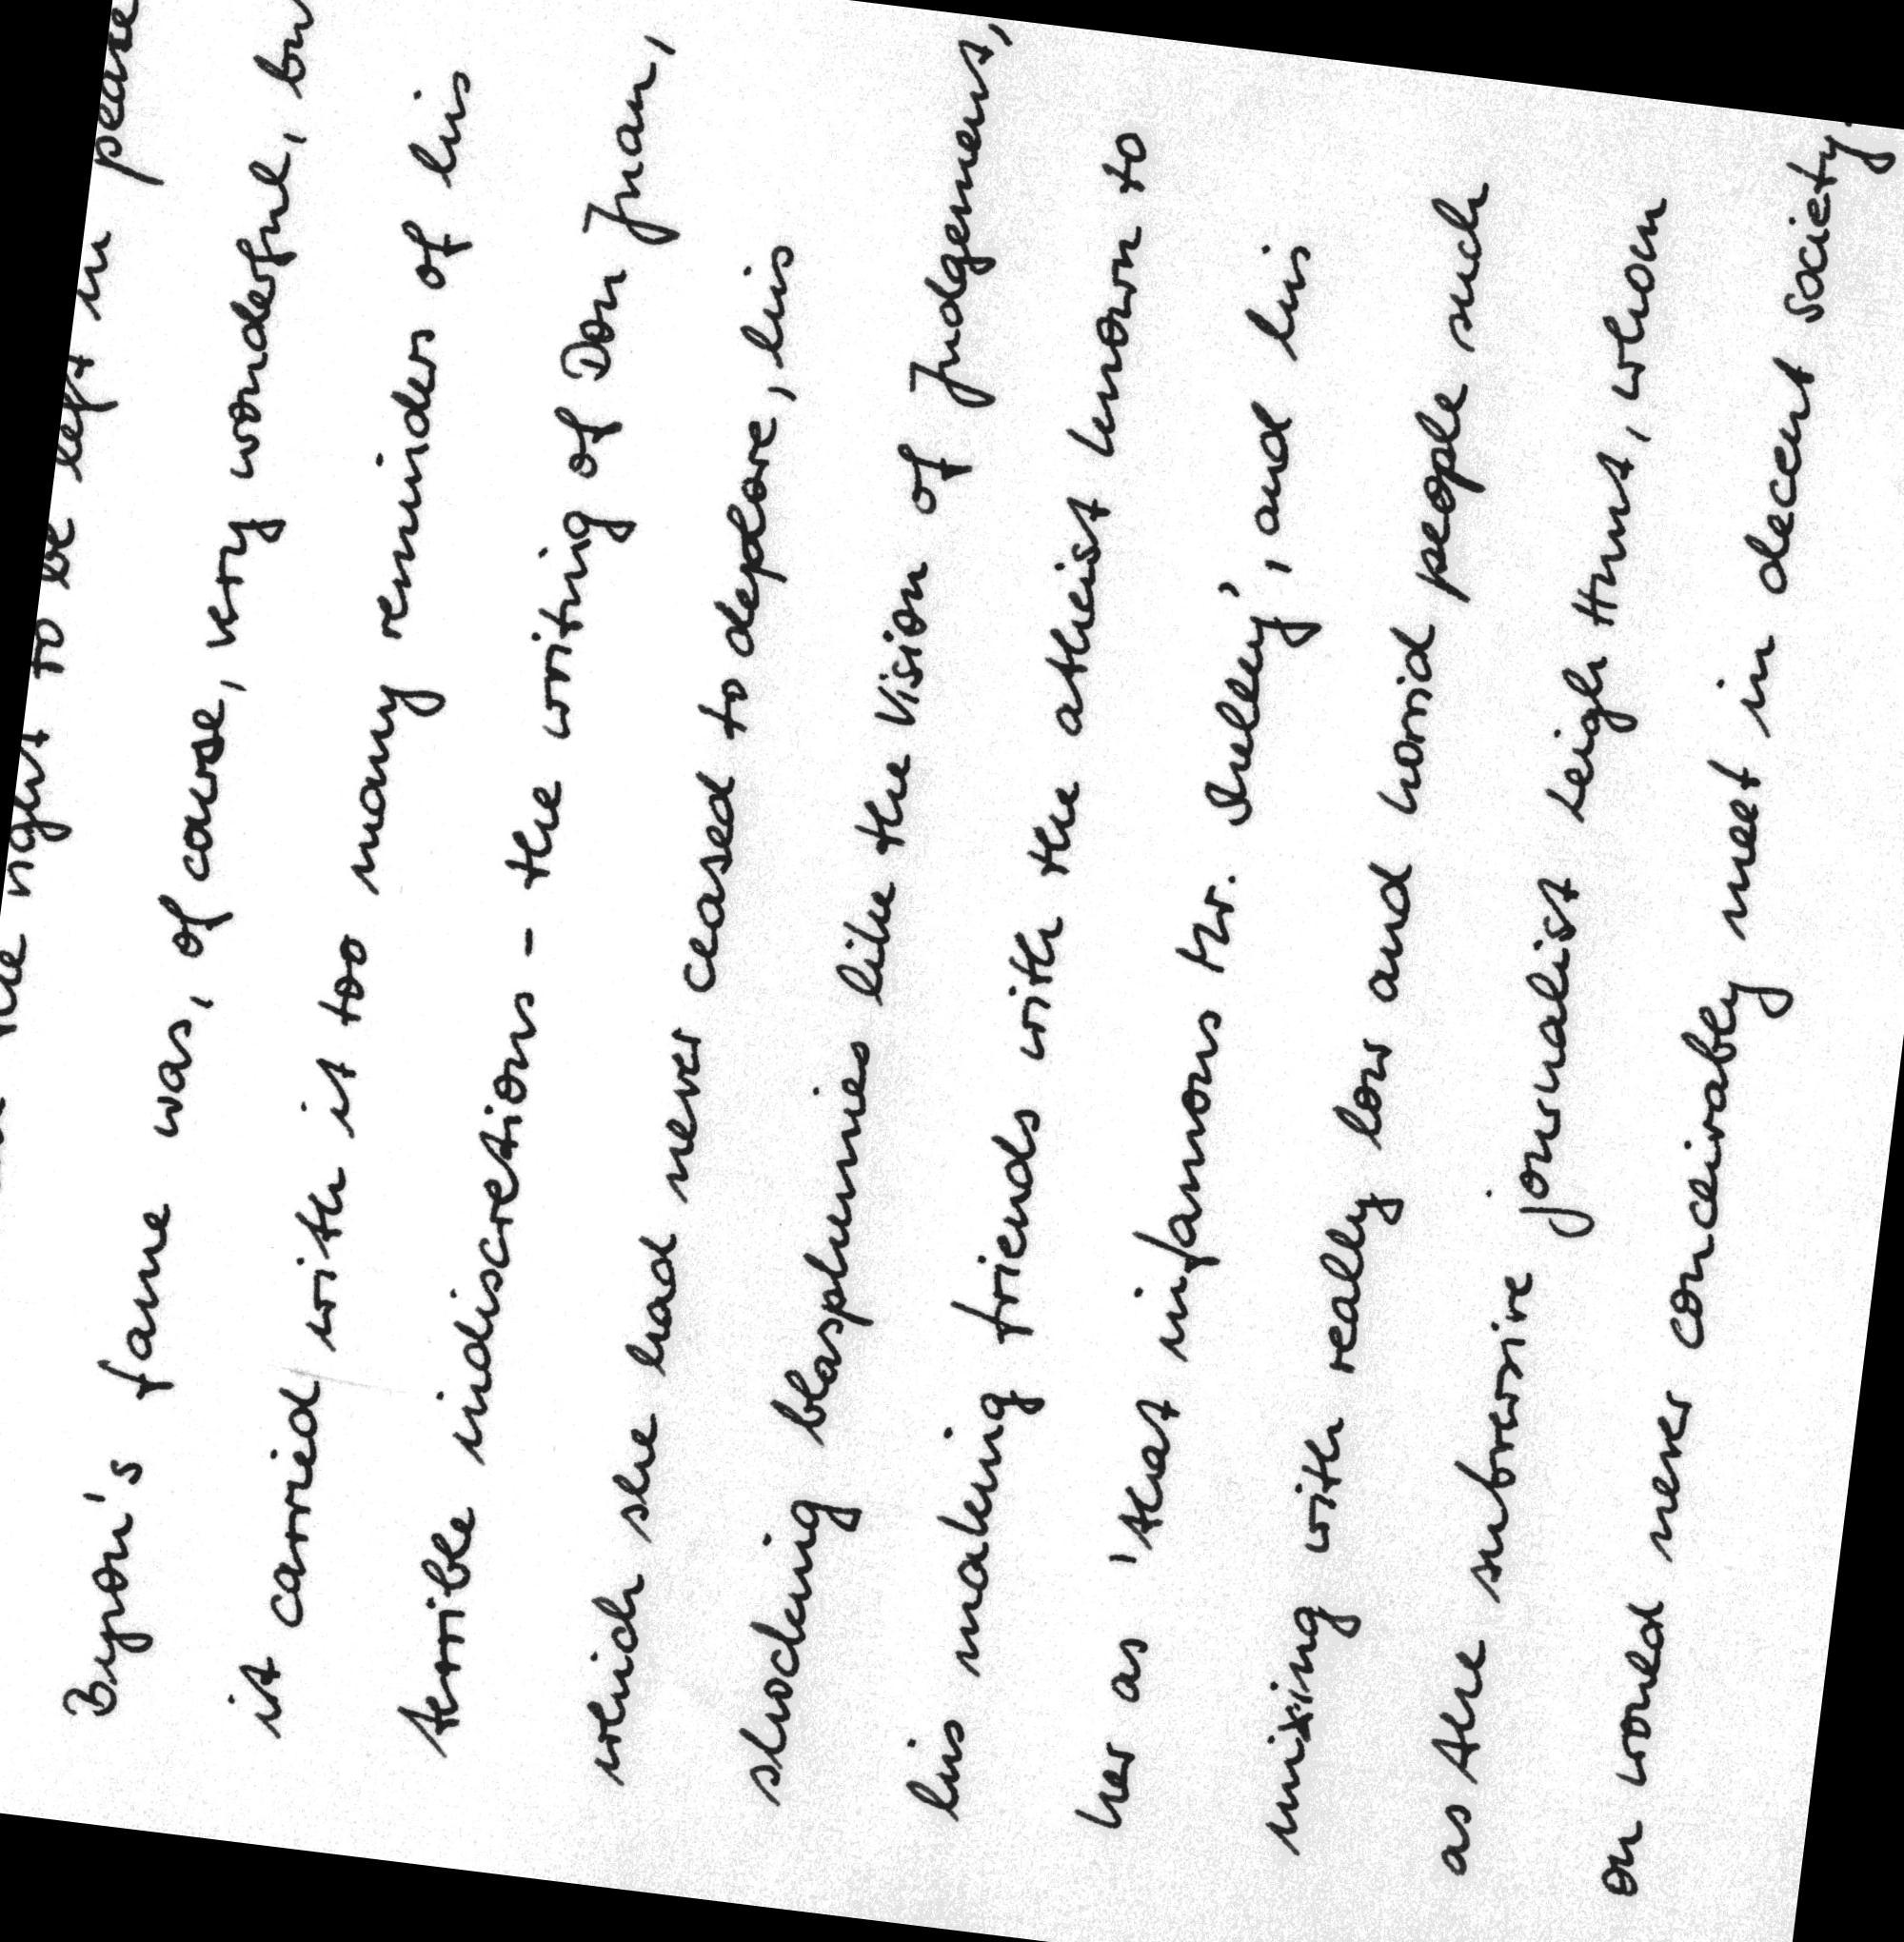 the right to be left in peace
Byron's fame was, of course, very wonderful, but
it carried with it too many reminders of his
terrible indiscretions - the writing of Don Juan,
which she had never ceased to deplore, his
shocking blasphemies like the Vision of Judgement,
his making friends with the atheist known to
her as 'that infamous Mr. Shelley', and his
mixing with really low and horrid people such
as the subversive journalist Leigh Hunt, whom
on would never conceivably meet in decent society.